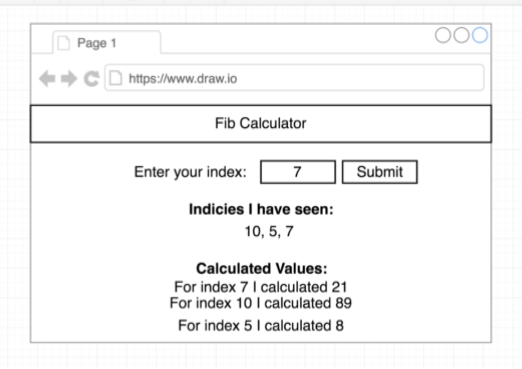 Page 1
https://www.draw.io
Fib Calculator
Enter your index: 7 Submit
Indicies I have seen:
10, 5, 7
Calculated Values:
For index 7 I calculated 21
For index 10 I calculated 89
For index 5 I calculated 8